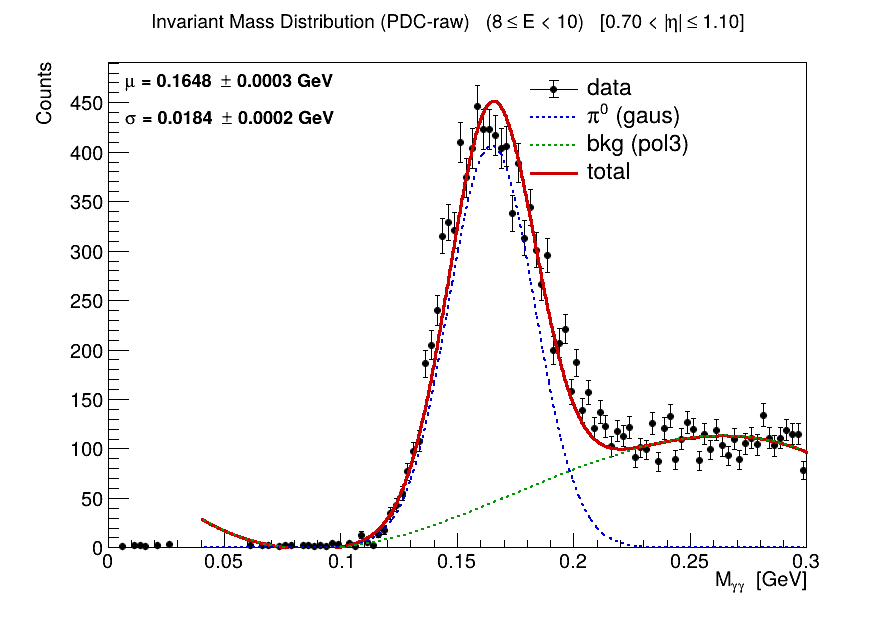 Invariant Mass Distribution (PDC-raw) (8 ≤ E < 10) [0.70 < |η| ≤ 1.10]
Counts
μ = 0.1648 ± 0.0003 GeV
σ = 0.0184 ± 0.0002 GeV
data
π⁰ (gaus)
bkg (pol3)
total
450
400
350
300
250
200
150
100
50
0
0 0.05 0.1 0.15 0.2 0.25 0.3
Mγγ [GeV]